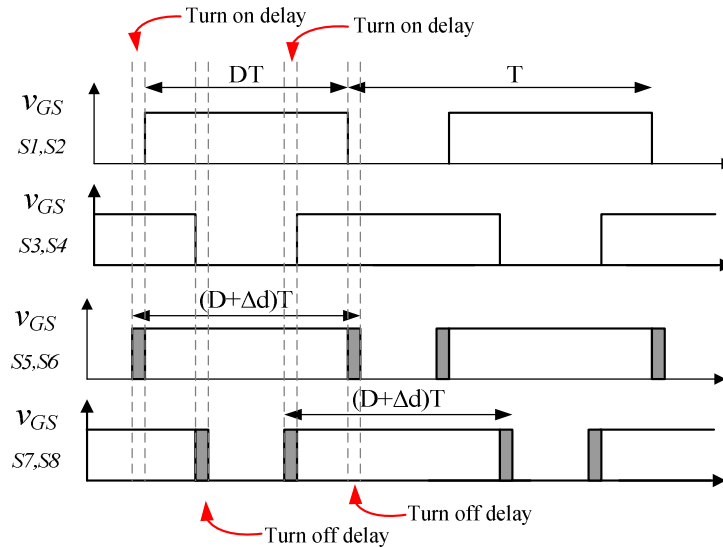 Turn on delay
Turn on delay
DT
T
vGS
S1,S2
vGS
S3,S4
(D+Δd)T
vGS
S5,S6
(D+Δd)T
vGS
S7,S8
Turn off delay
Turn off delay